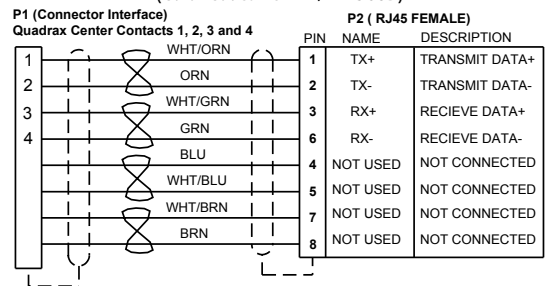 P1 (Connector Interface)
Quadrax Center Contacts 1, 2, 3 and 4
P2 ( RJ45 FEMALE)
PIN NAME DESCRIPTION
1 WHT/ORN 1 TX+ TRANSMIT DATA+
2 ORN 2 TX- TRANSMIT DATA-
3 WHT/GRN 3 RX+ RECIEVE DATA+
4 GRN 6 RX- RECIEVE DATA-
BLU 4 NOT USED NOT CONNECTED
WHT/BLU 5 NOT USED NOT CONNECTED
WHT/BRN 7 NOT USED NOT CONNECTED
BRN 8 NOT USED NOT CONNECTED